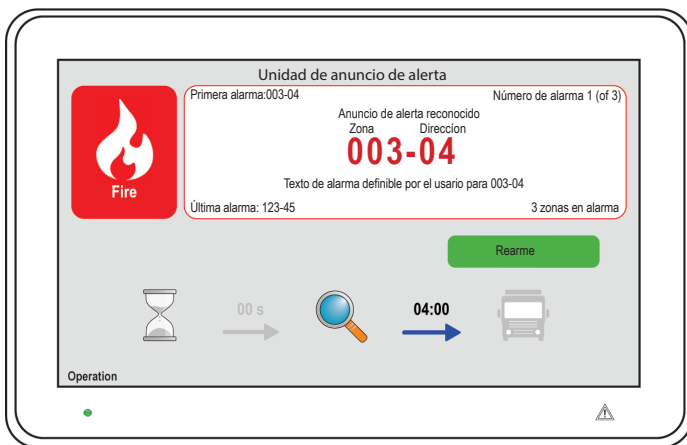 Unidad de anuncio de alerta
Primera alarma:003-04
Número de alarma 1 (of 3)
Anuncio de alerta reconocido
Zona Direccíon
003-04
Texto de alarma definible por el usario para 003-04
Última alarma: 123-45
3 zonas en alarma
Fire
Rearme
00 s
04:00
Operation